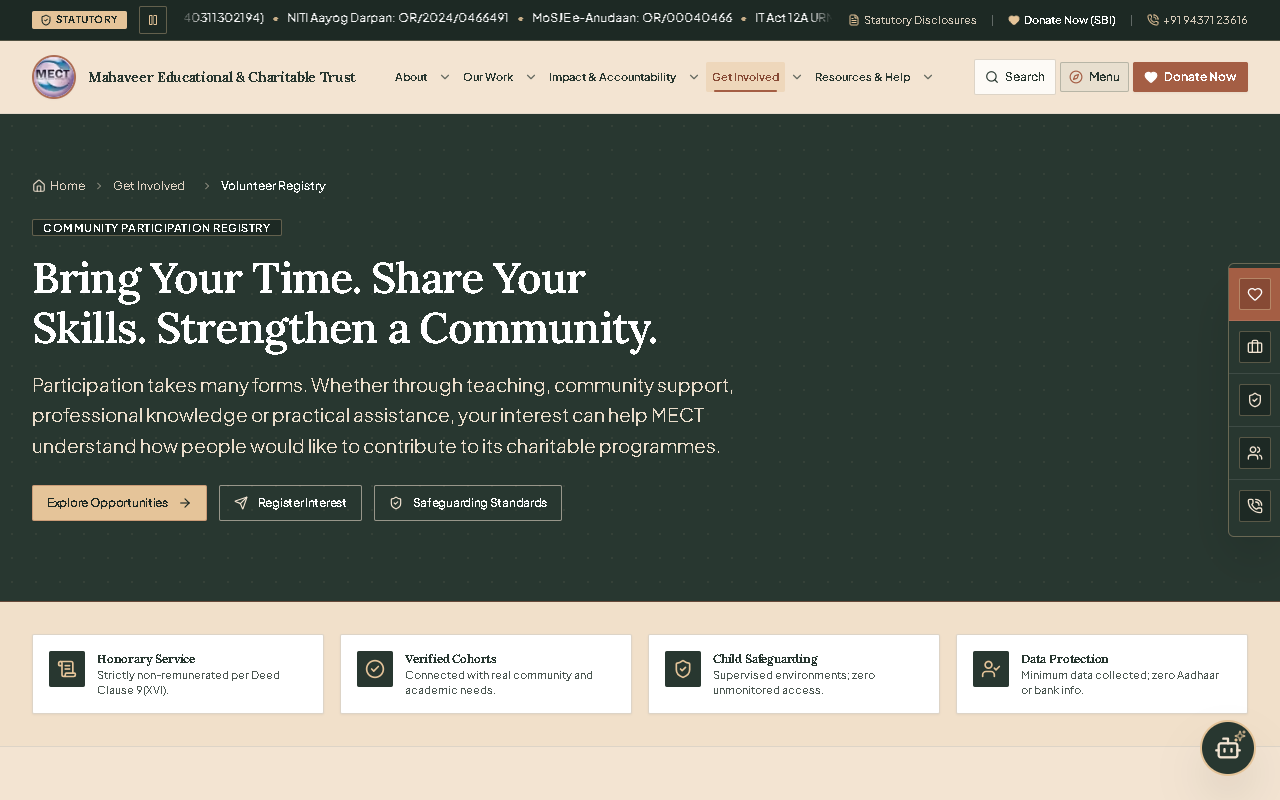 STATUTORY
40311302194) • NITI Aayog Darpan: OR/2024/0466491 • MoSJE e-Anudaan: OR/00040466 • IT Act 12A URN
Statutory Disclosures
Donate Now (SBI)
+91 94371 23616
MECT
Mahaveer Educational & Charitable Trust
About
Our Work
Impact & Accountability
Get Involved
Resources & Help
Search
Menu
Donate Now
Home > Get Involved > Volunteer Registry
COMMUNITY PARTICIPATION REGISTRY
Bring Your Time. Share Your
Skills. Strengthen a Community.
Participation takes many forms. Whether through teaching, community support,
professional knowledge or practical assistance, your interest can help MECT
understand how people would like to contribute to its charitable programmes.
Explore Opportunities
Register Interest
Safeguarding Standards
Honorary Service
Strictly non-remunerated per Deed
Clause 9(XVI).
Verified Cohorts
Connected with real community and
academic needs.
Child Safeguarding
Supervised environments; zero
unmonitored access.
Data Protection
Minimum data collected; zero Aadhaar
or bank info.